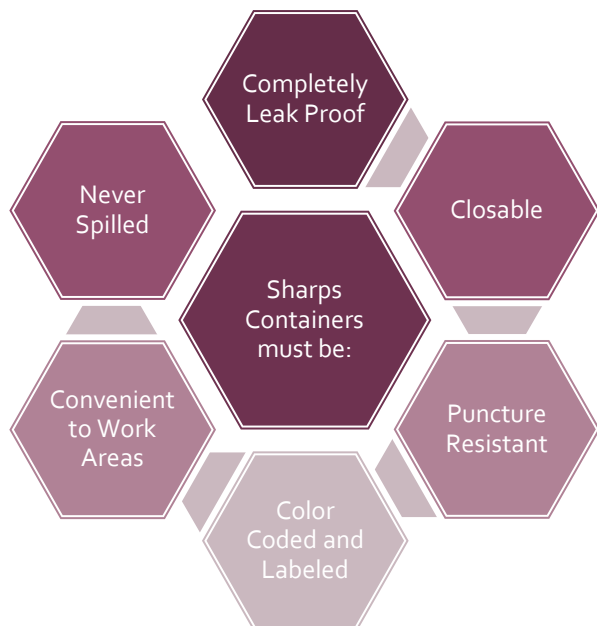 Completely
Leak Proof
Never
Spilled
Closable
Sharps
Containers
must be:
Convenient
to Work
Areas
Puncture
Resistant
Color
Coded and
Labeled